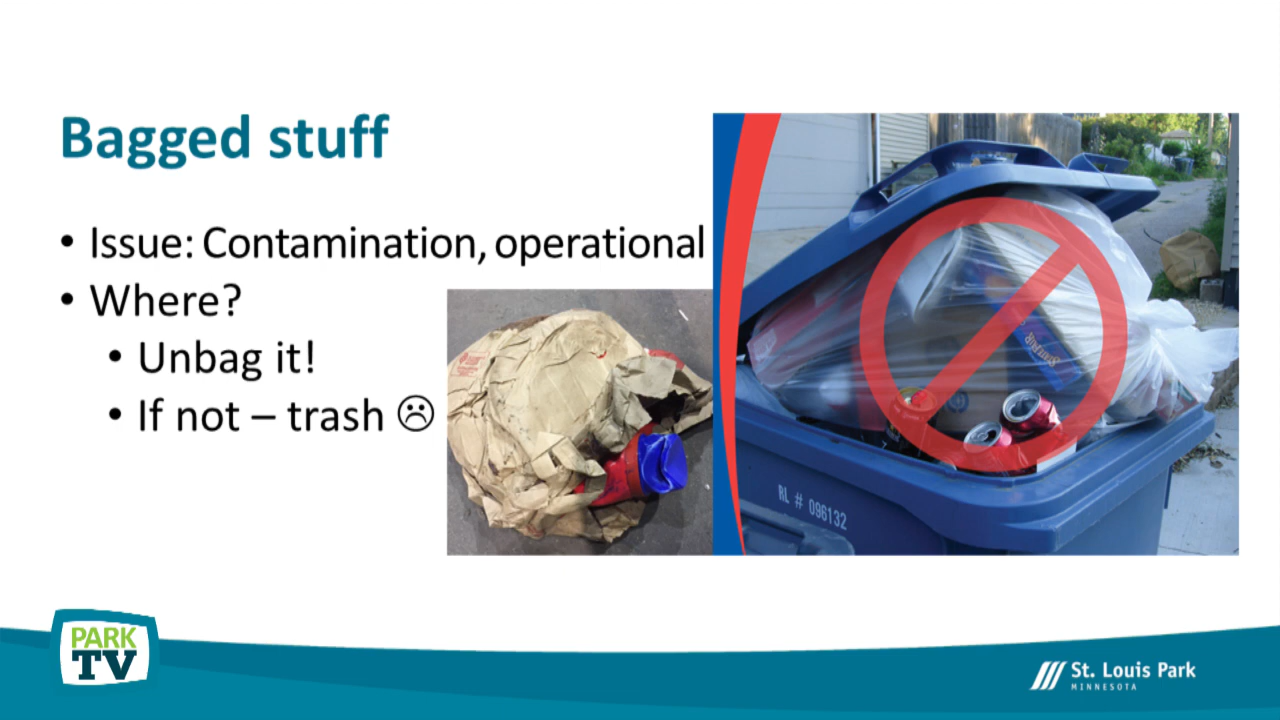 Bagged stuff
• Issue: Contamination, operational
• Where?
• Unbag it!
• If not – trash ☹
RL # 096132
PARK
TV
St. Louis Park
MINNESOTA